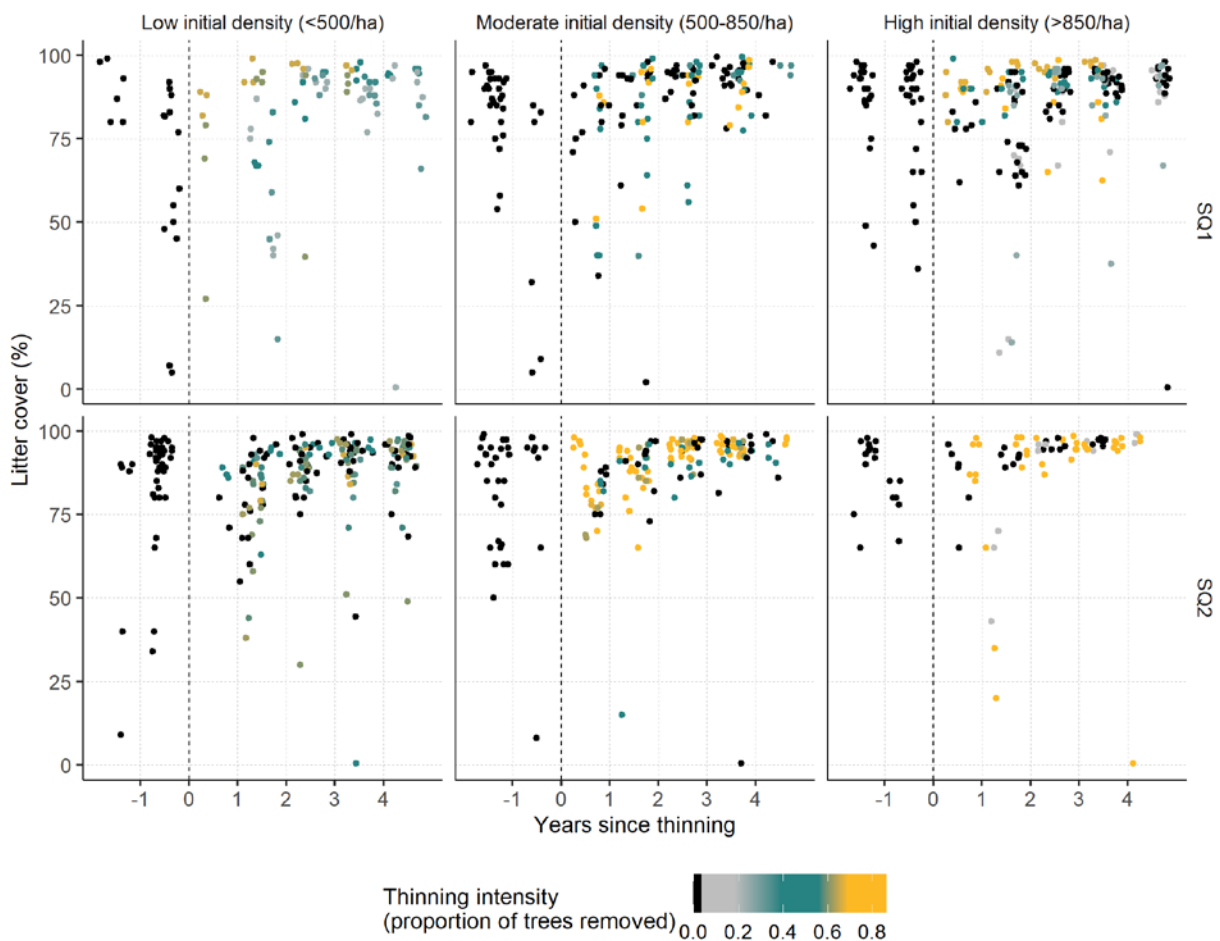 Low initial density (<500/ha) Moderate initial density (500-850/ha) High initial density (>850/ha)
100
75
50
25
0
SQ1
Litter cover (%)
100
75
50
25
0
SQ2
-1 0 1 2 3 4 -1 0 1 2 3 4 -1 0 1 2 3 4
Years since thinning
Thinning intensity
(proportion of trees removed)
0.0 0.2 0.4 0.6 0.8